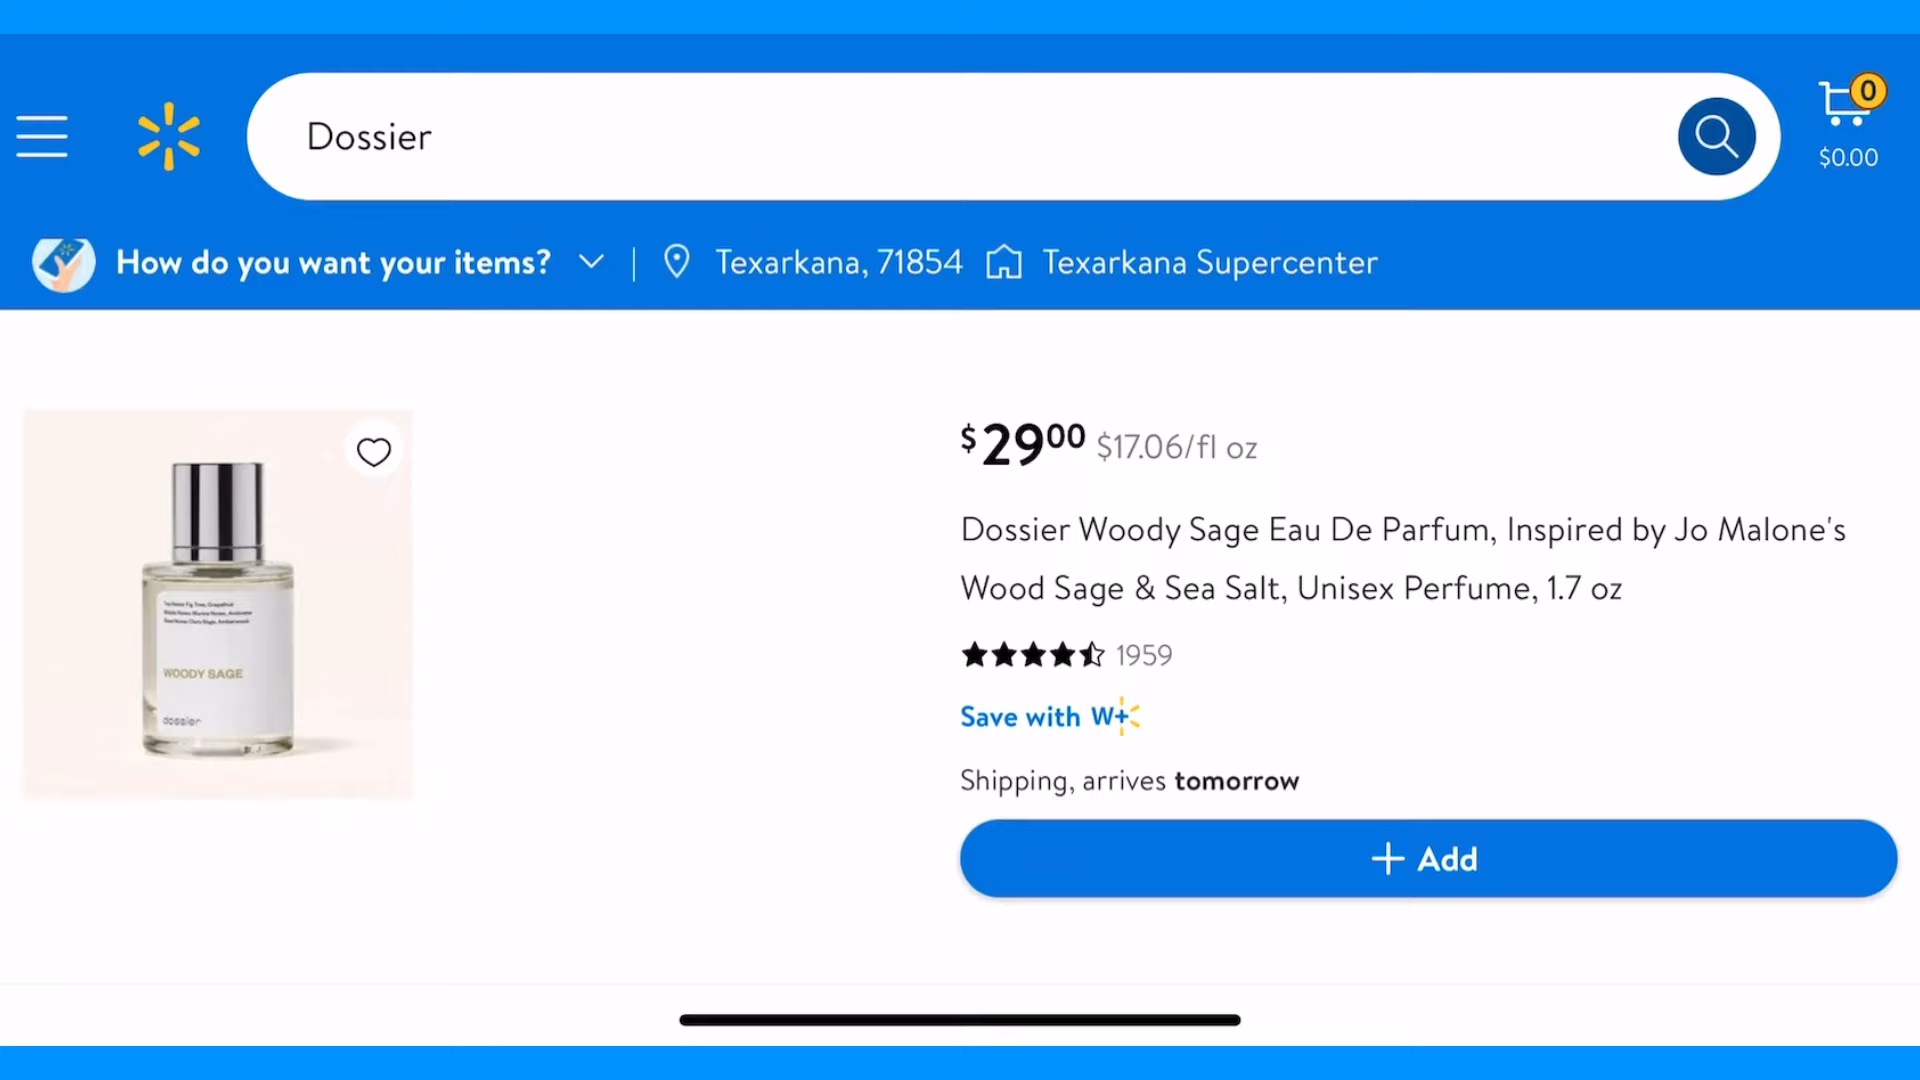 Dossier
0
$0.00
How do you want your items?
Texarkana, 71854
Texarkana Supercenter
$2900 $17.06/fl oz
Dossier Woody Sage Eau De Parfum, Inspired by Jo Malone's
Wood Sage & Sea Salt, Unisex Perfume, 1.7 oz
1959
Save with W+
Shipping, arrives tomorrow
+ Add
WOODY SAGE
dossier